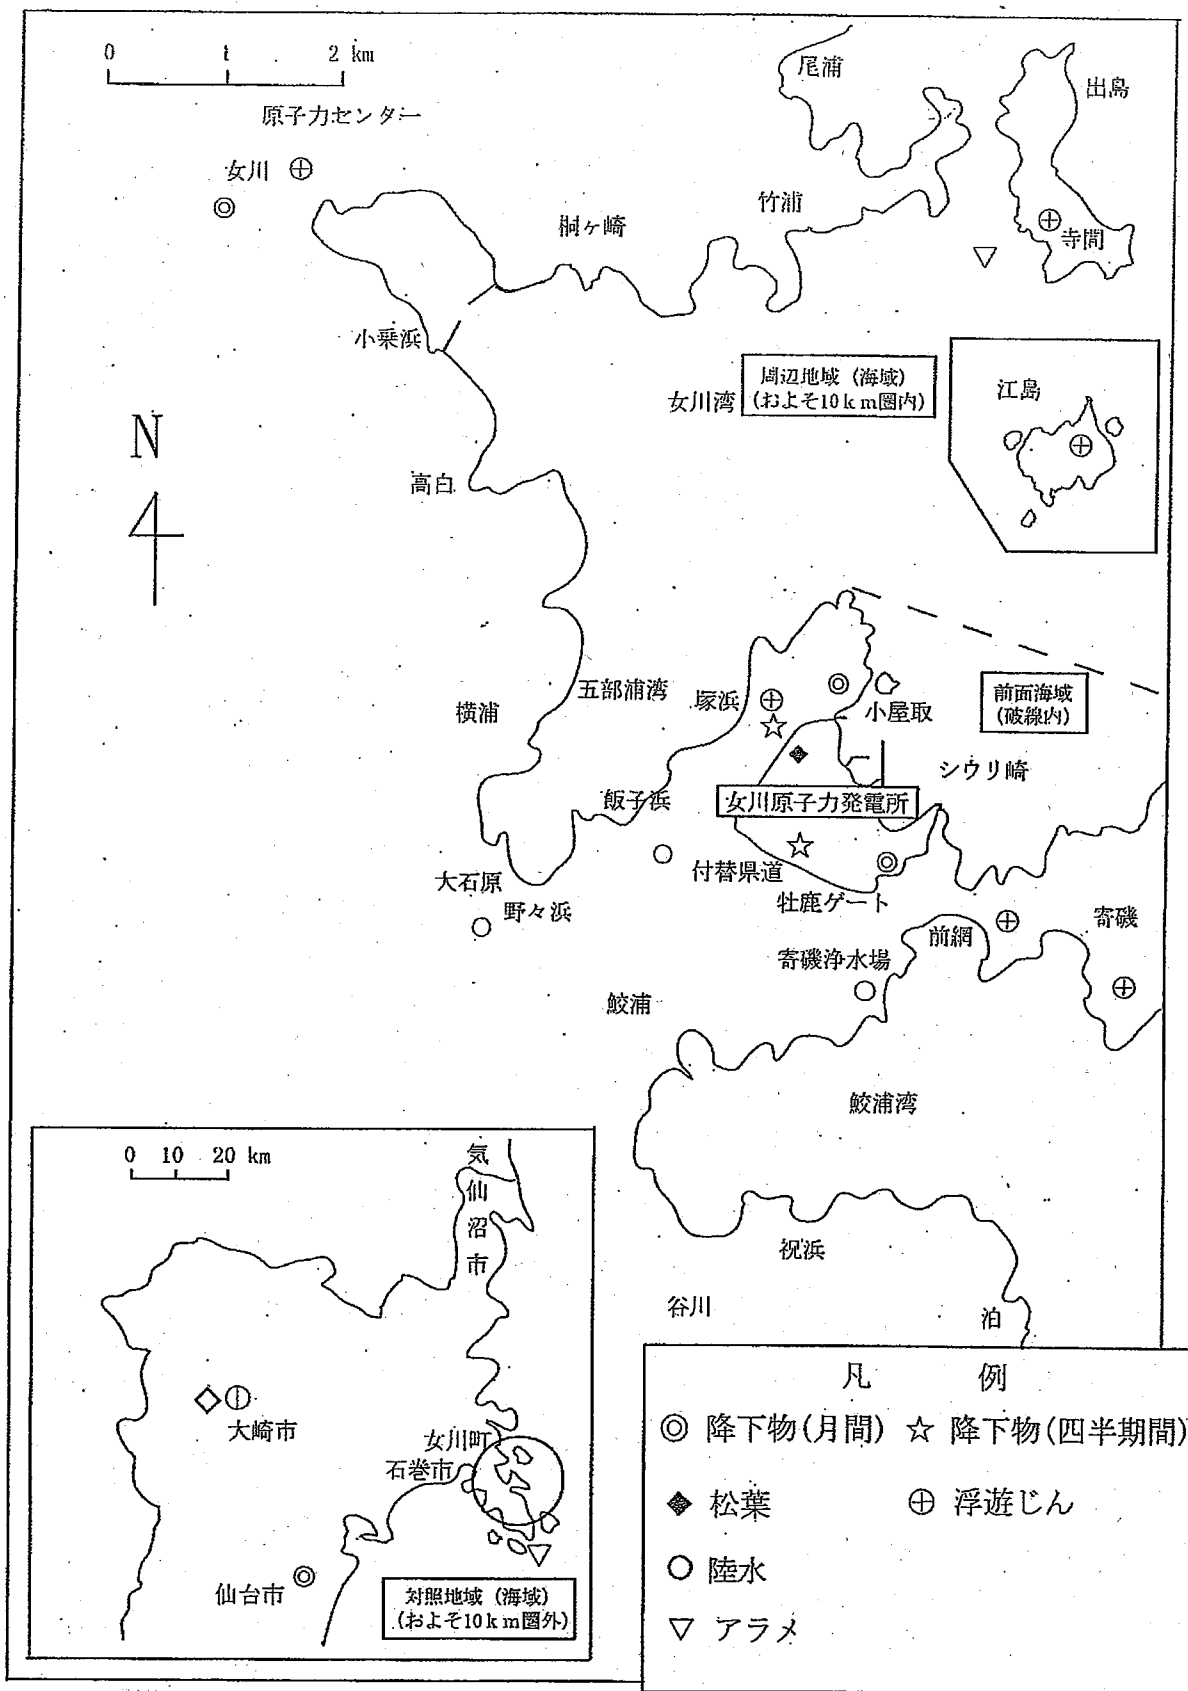 0 1 2 km
原子力センター
女川
尾浦
出島
竹浦
桐ヶ崎
寺間
小乗浜
周辺地域(海域)
(およそ10km圏内)
女川湾
江島
N
高白
五部浦湾
塚浜
小屋取
前面海域
(破線内)
横浦
シウリ崎
飯子浜
女川原子力発電所
付替県道
大石原
野々浜
牡鹿ゲート
前網
寄磯
寄磯浄水場
鮫浦
鮫浦湾
祝浜
谷川
泊
0 10 20 km
気仙沼市
大崎市
女川町
石巻市
仙台市
対照地域(海域)
(およそ10km圏外)
凡 例
降下物(月間) 降下物(四半期間)
松葉 浮遊じん
陸水
アラメ